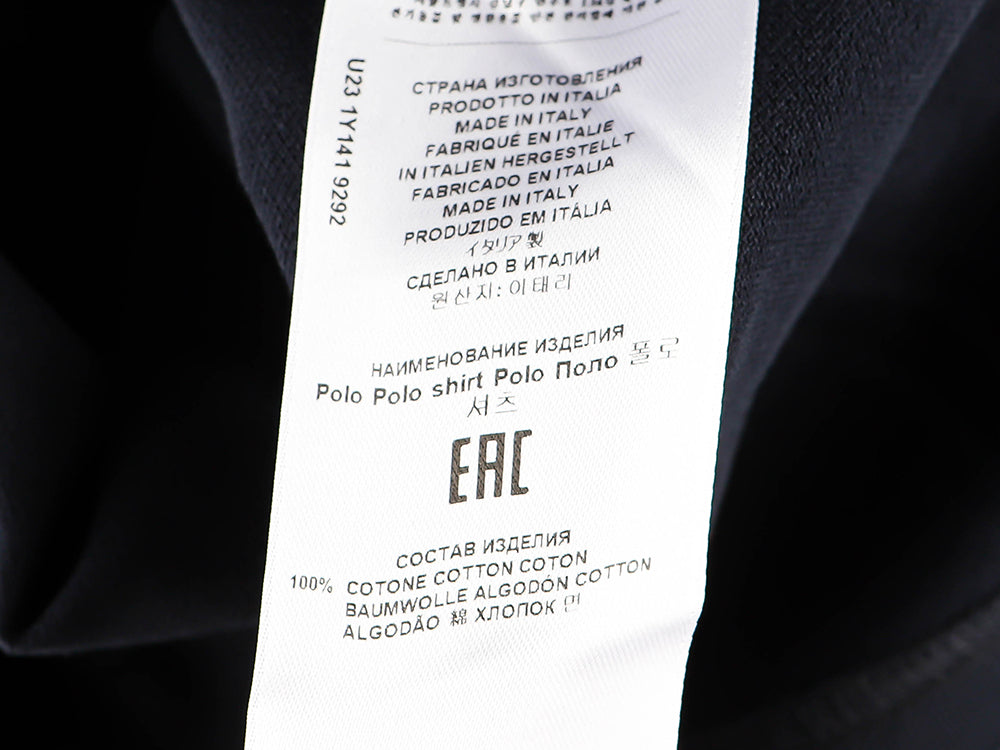 U23 1Y141 9292
СТРАНА ИЗГОТОВЛЕНИЯ
PRODOTTO IN ITALIA
MADE IN ITALY
FABRIQUÉ EN ITALIE
IN ITALIEN HERGESTELLT
FABRICADO EN ITALIA
MADE IN ITALY
PRODUZIDO EM ITÁLIA
イタリア製
СДЕЛАНО В ИТАЛИИ
원산지: 이태리
НАИМЕНОВАНИЕ ИЗДЕЛИЯ
Polo Polo shirt Polo Поло 폴로
셔츠
EAC
СОСТАВ ИЗДЕЛИЯ
100% COTONE COTTON COTON
BAUMWOLLE ALGODÓN COTTON
ALGODÃO 綿 ХЛОПОК 면